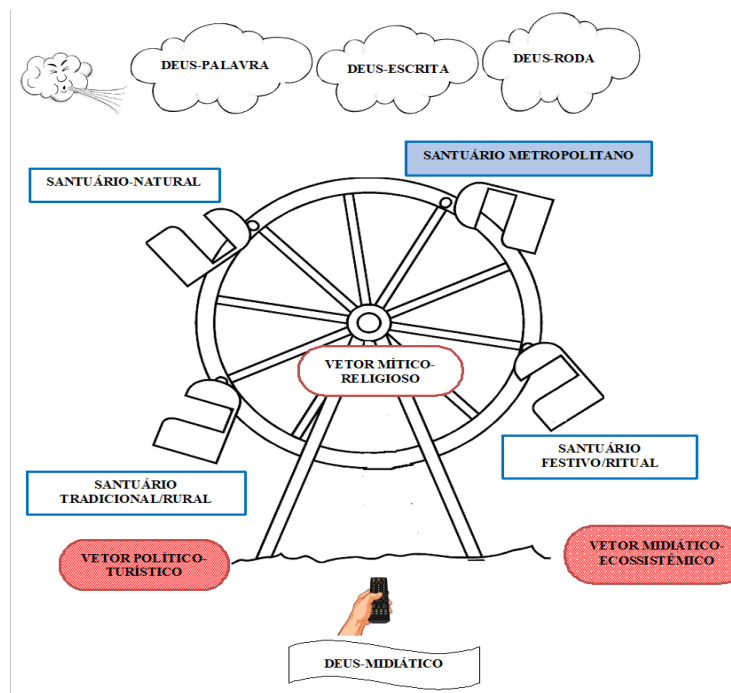 DEUS-PALAVRA
DEUS-ESCRITA
DEUS-RODA
SANTUÁRIO METROPOLITANO
SANTUÁRIO-NATURAL
VETOR MÍTICO-
RELIGIOSO
SANTUÁRIO
FESTIVO/RITUAL
SANTUÁRIO
TRADICIONAL/RURAL
VETOR POLÍTICO-
TURÍSTICO
VETOR MIDIÁTICO-
ECOSSISTÊMICO
DEUS-MIDIÁTICO